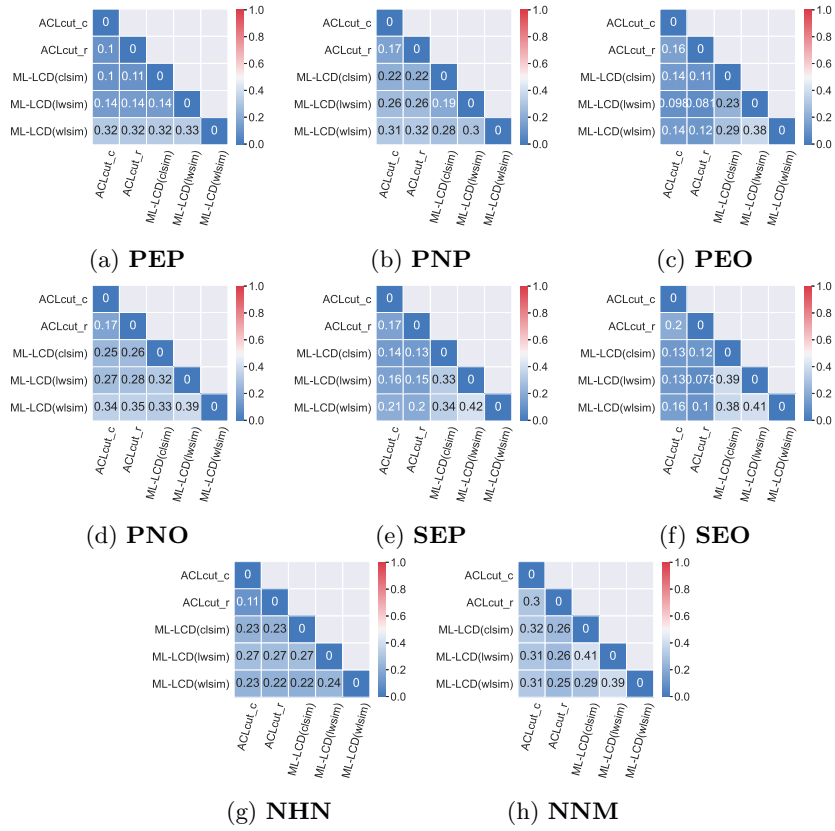 ACLcut_c 0 1.0
0.8
ACLcut_r 0.1 0
0.6
ML-LCD(clsim) 0.1 0.11 0
0.4
ML-LCD(lwsim) 0.14 0.14 0.14 0
0.2
ML-LCD(wlsim) 0.32 0.32 0.32 0.33 0
0.0
ACLcut_c ACLcut_r ML-LCD(clsim) ML-LCD(lwsim) ML-LCD(wlsim)
(a) PEP
ACLcut_c 0 1.0
0.8
ACLcut_r 0.17 0
0.6
ML-LCD(clsim) 0.22 0.22 0
0.4
ML-LCD(lwsim) 0.26 0.26 0.19 0
0.2
ML-LCD(wlsim) 0.31 0.32 0.28 0.3 0
0.0
ACLcut_c ACLcut_r ML-LCD(clsim) ML-LCD(lwsim) ML-LCD(wlsim)
(b) PNP
ACLcut_c 0 1.0
0.8
ACLcut_r 0.16 0
0.6
ML-LCD(clsim) 0.14 0.11 0
0.4
ML-LCD(lwsim) 0.098 0.081 0.23 0
0.2
ML-LCD(wlsim) 0.14 0.12 0.29 0.38 0
0.0
ACLcut_c ACLcut_r ML-LCD(clsim) ML-LCD(lwsim) ML-LCD(wlsim)
(c) PEO
ACLcut_c 0 1.0
0.8
ACLcut_r 0.17 0
0.6
ML-LCD(clsim) 0.25 0.26 0
0.4
ML-LCD(lwsim) 0.27 0.28 0.32 0
0.2
ML-LCD(wlsim) 0.34 0.35 0.33 0.39 0
0.0
ACLcut_c ACLcut_r ML-LCD(clsim) ML-LCD(lwsim) ML-LCD(wlsim)
(d) PNO
ACLcut_c 0 1.0
0.8
ACLcut_r 0.17 0
0.6
ML-LCD(clsim) 0.14 0.13 0
0.4
ML-LCD(lwsim) 0.16 0.15 0.33 0
0.2
ML-LCD(wlsim) 0.21 0.2 0.34 0.42 0
0.0
ACLcut_c ACLcut_r ML-LCD(clsim) ML-LCD(lwsim) ML-LCD(wlsim)
(e) SEP
ACLcut_c 0 1.0
0.8
ACLcut_r 0.2 0
0.6
ML-LCD(clsim) 0.13 0.12 0
0.4
ML-LCD(lwsim) 0.13 0.078 0.39 0
0.2
ML-LCD(wlsim) 0.16 0.1 0.38 0.41 0
0.0
ACLcut_c ACLcut_r ML-LCD(clsim) ML-LCD(lwsim) ML-LCD(wlsim)
(f) SEO
ACLcut_c 0 1.0
0.8
ACLcut_r 0.11 0
0.6
ML-LCD(clsim) 0.23 0.23 0
0.4
ML-LCD(lwsim) 0.27 0.27 0.27 0
0.2
ML-LCD(wlsim) 0.23 0.22 0.22 0.24 0
0.0
ACLcut_c ACLcut_r ML-LCD(clsim) ML-LCD(lwsim) ML-LCD(wlsim)
(g) NHN
ACLcut_c 0 1.0
0.8
ACLcut_r 0.3 0
0.6
ML-LCD(clsim) 0.32 0.26 0
0.4
ML-LCD(lwsim) 0.31 0.26 0.41 0
0.2
ML-LCD(wlsim) 0.31 0.25 0.29 0.39 0
0.0
ACLcut_c ACLcut_r ML-LCD(clsim) ML-LCD(lwsim) ML-LCD(wlsim)
(h) NNM